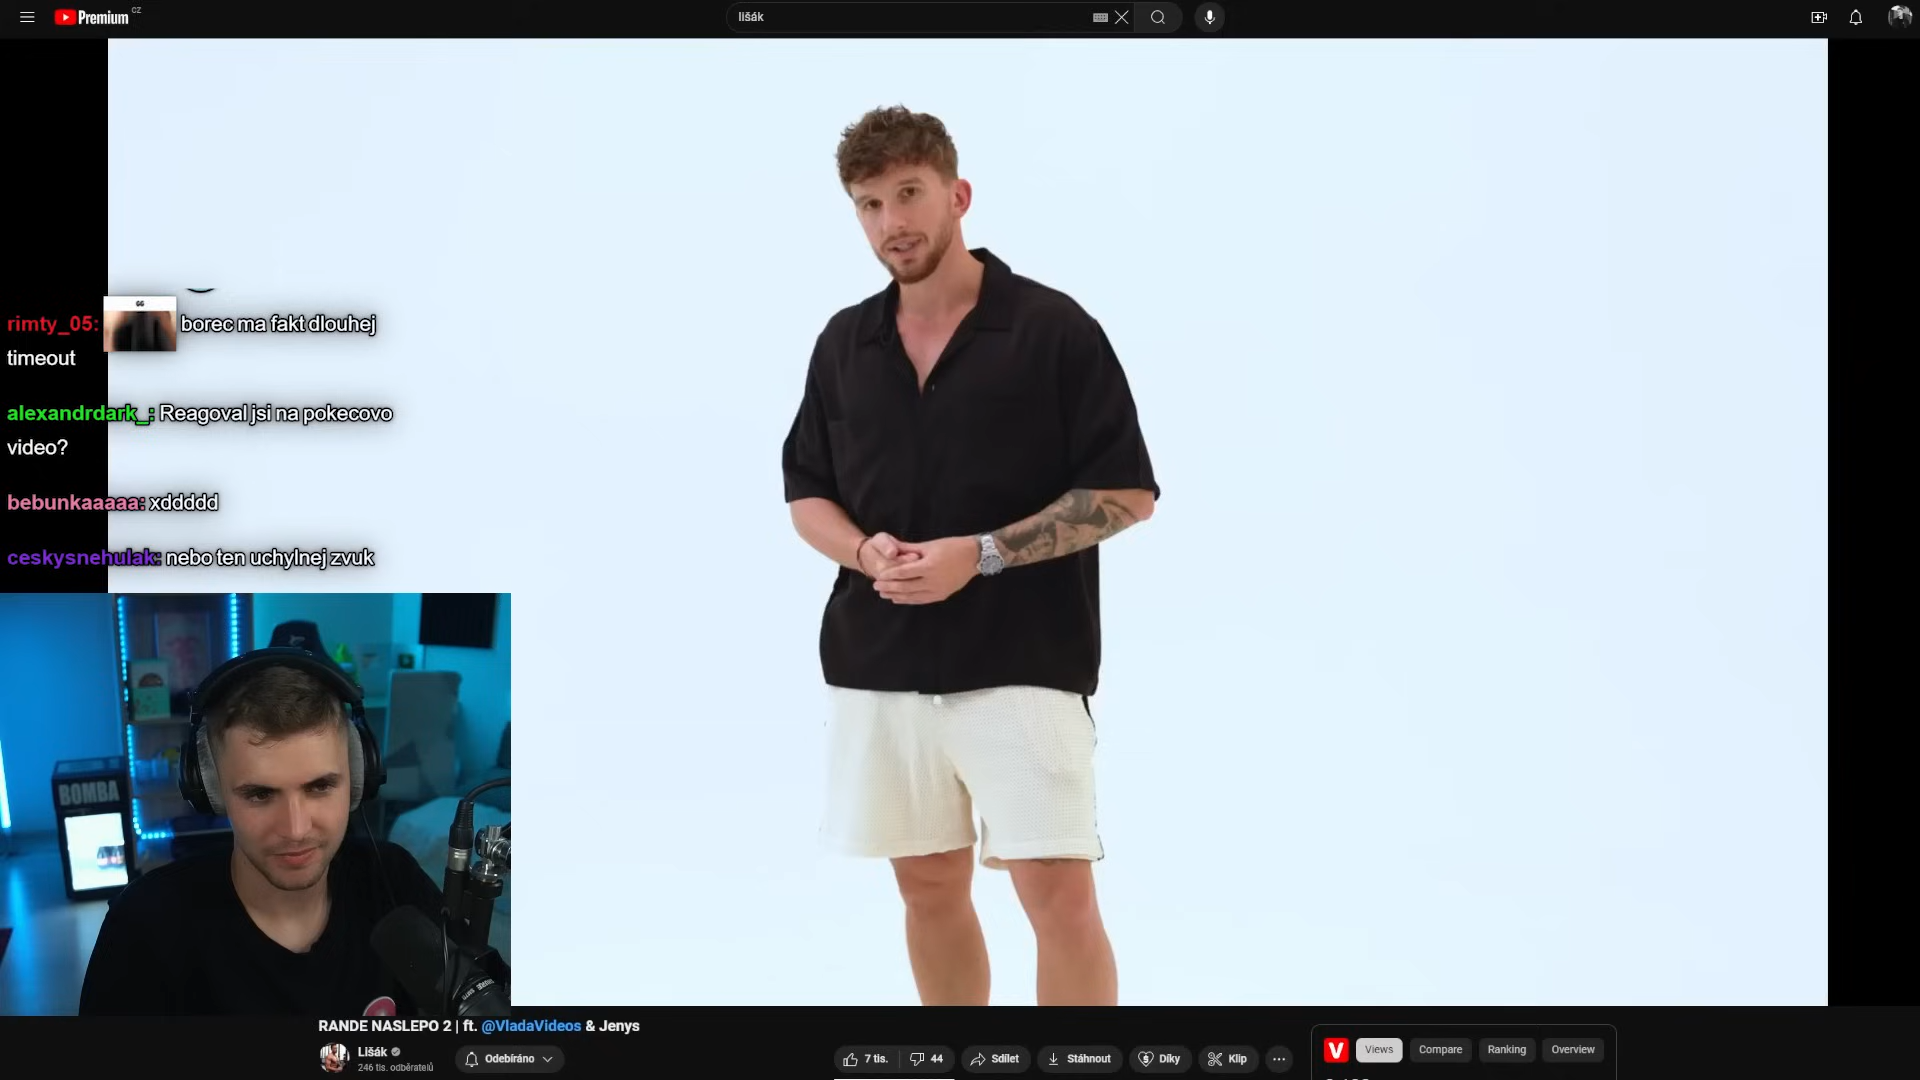 Premium CZ
lišák
GG
rimty_05: borec ma fakt dlouhej
timeout
alexandrdark_: Reagoval jsi na pokecovo
video?
bebunkaaaaa: xddddd
ceskysnehulak: nebo ten uchylnej zvuk
BOMBA
RANDE NASLEPO 2 | ft. @VladaVideos & Jenys
Lišák
246 tis. odběratelů
Odebíráno
7 tis.
44
Sdílet
Stáhnout
Díky
Klip
V
Views
Compare
Ranking
Overview